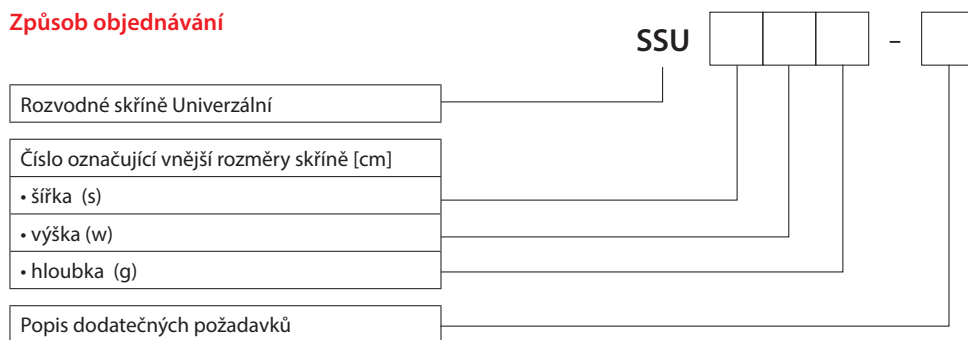 Způsob objednávání
SSU –
Rozvodné skříně Univerzální
Číslo označující vnější rozměry skříně [cm]
• šířka (s)
• výška (w)
• hloubka (g)
Popis dodatečných požadavků